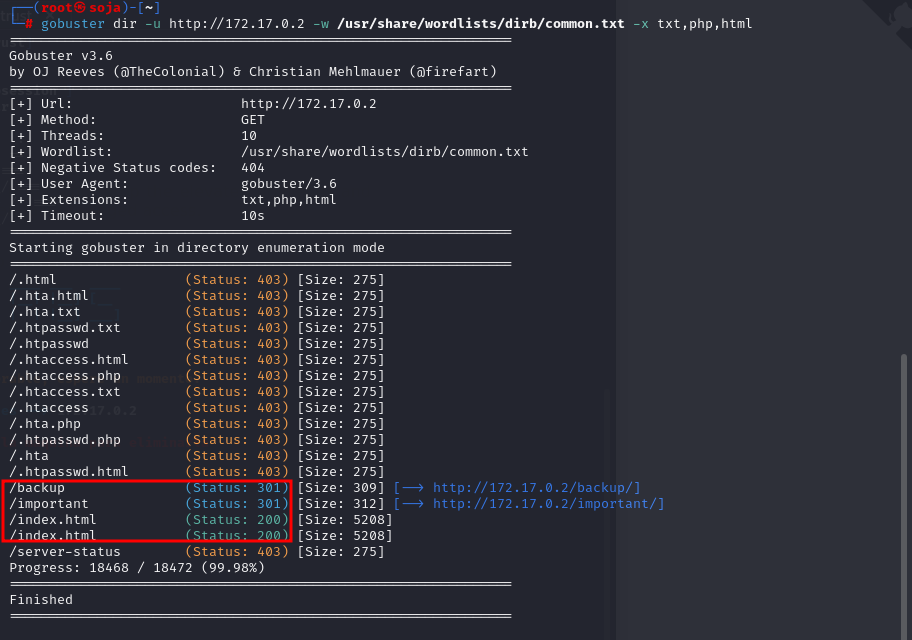 ┌──(root㉿soja)-[~]
└─# gobuster dir -u http://172.17.0.2 -w /usr/share/wordlists/dirb/common.txt -x txt,php,html
===============================================================
Gobuster v3.6
by OJ Reeves (@TheColonial) & Christian Mehlmauer (@firefart)
===============================================================
[+] Url:                     http://172.17.0.2
[+] Method:                  GET
[+] Threads:                 10
[+] Wordlist:                /usr/share/wordlists/dirb/common.txt
[+] Negative Status codes:   404
[+] User Agent:              gobuster/3.6
[+] Extensions:              txt,php,html
[+] Timeout:                 10s
===============================================================
Starting gobuster in directory enumeration mode
===============================================================
/.html                (Status: 403) [Size: 275]
/.hta.html            (Status: 403) [Size: 275]
/.hta.txt             (Status: 403) [Size: 275]
/.htpasswd.txt        (Status: 403) [Size: 275]
/.htpasswd            (Status: 403) [Size: 275]
/.htaccess.html       (Status: 403) [Size: 275]
/.htaccess.php        (Status: 403) [Size: 275]
/.htaccess.txt        (Status: 403) [Size: 275]
/.htaccess            (Status: 403) [Size: 275]
/.hta.php             (Status: 403) [Size: 275]
/.htpasswd.php        (Status: 403) [Size: 275]
/.hta                 (Status: 403) [Size: 275]
/.htpasswd.html       (Status: 403) [Size: 275]
/backup               (Status: 301) [Size: 309] [--> http://172.17.0.2/backup/]
/important            (Status: 301) [Size: 312] [--> http://172.17.0.2/important/]
/index.html           (Status: 200) [Size: 5208]
/index.html           (Status: 200) [Size: 5208]
/server-status        (Status: 403) [Size: 275]
Progress: 18468 / 18472 (99.98%)
===============================================================
Finished
===============================================================